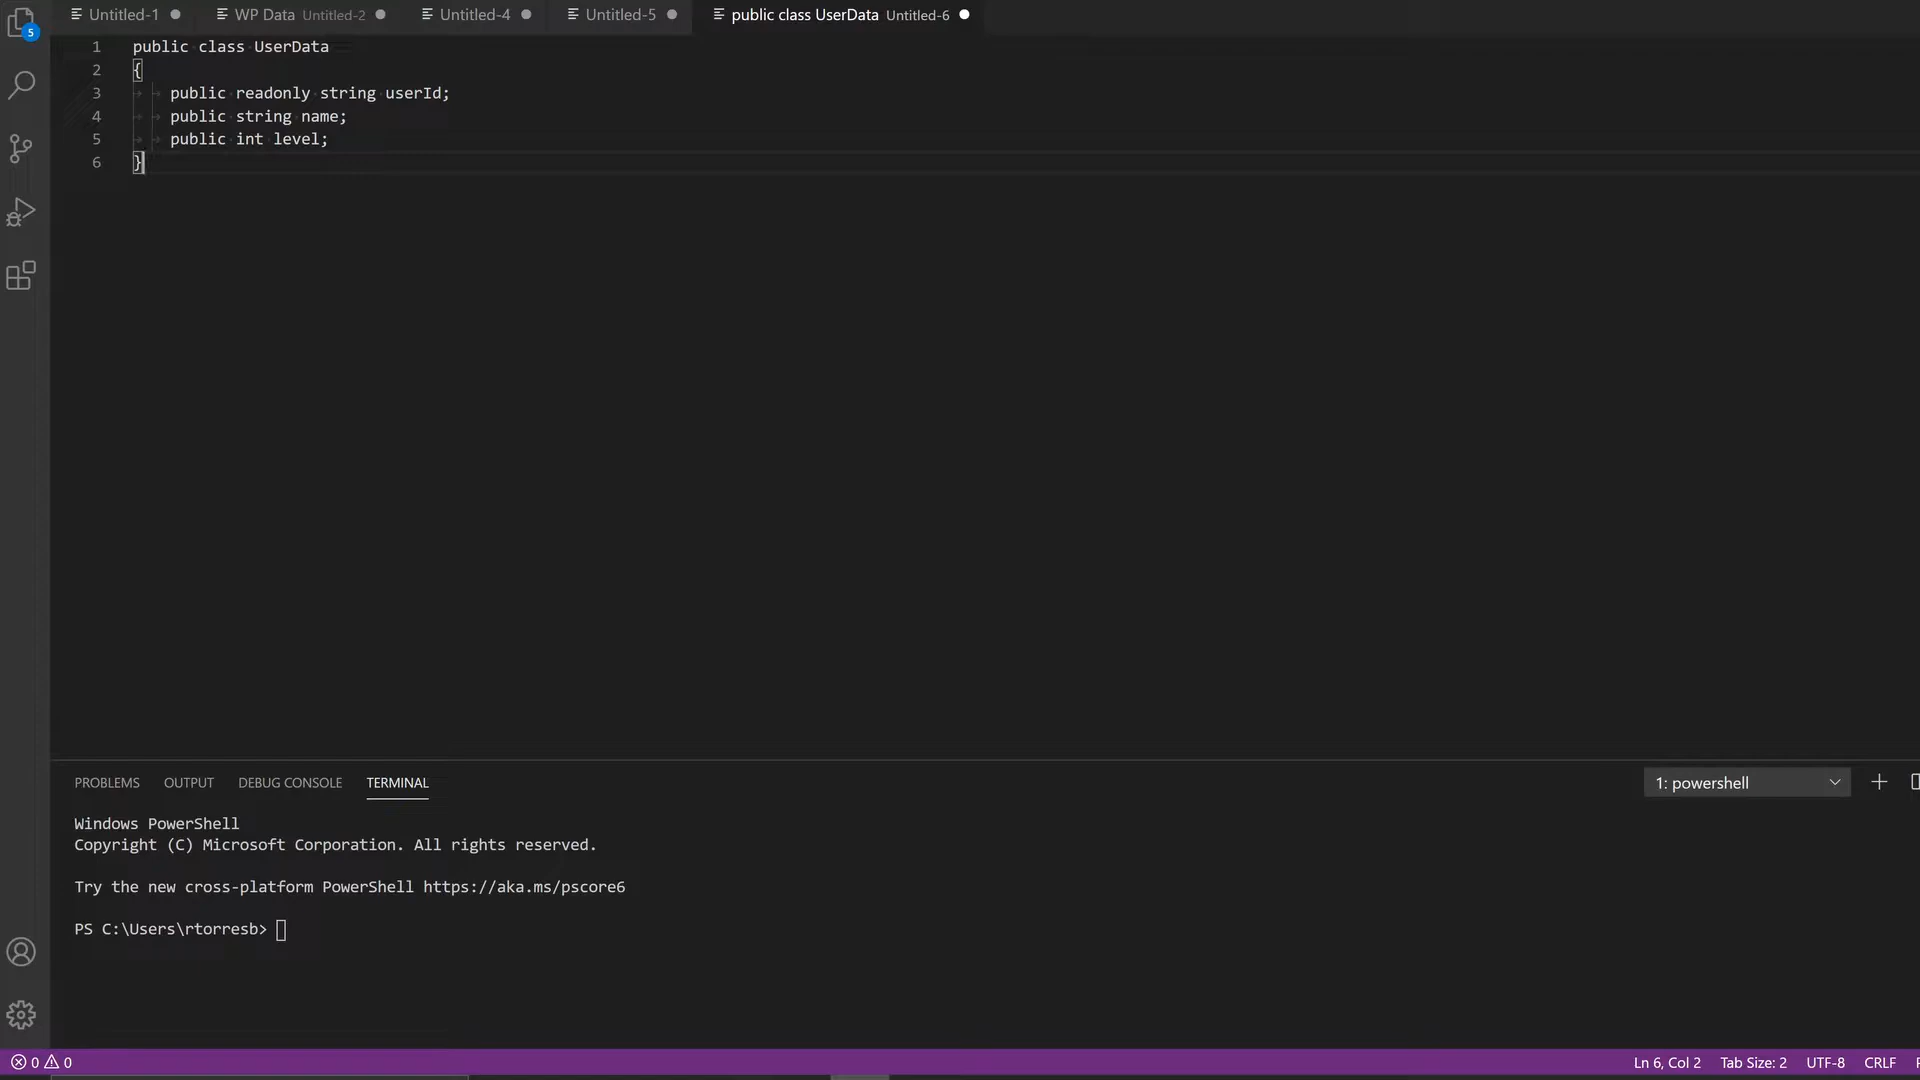 Untitled-1 WP Data Untitled-2 Untitled-4 Untitled-5 public class UserData Untitled-6
5
1 public class UserData
2 {
3 public readonly string userId;
4 public string name;
5 public int level;
6 }
PROBLEMS OUTPUT DEBUG CONSOLE TERMINAL 1: powershell
Windows PowerShell
Copyright (C) Microsoft Corporation. All rights reserved.
Try the new cross-platform PowerShell https://aka.ms/pscore6
PS C:\Users\rtorresb>
0 0 Ln 6, Col 2 Tab Size: 2 UTF-8 CRLF